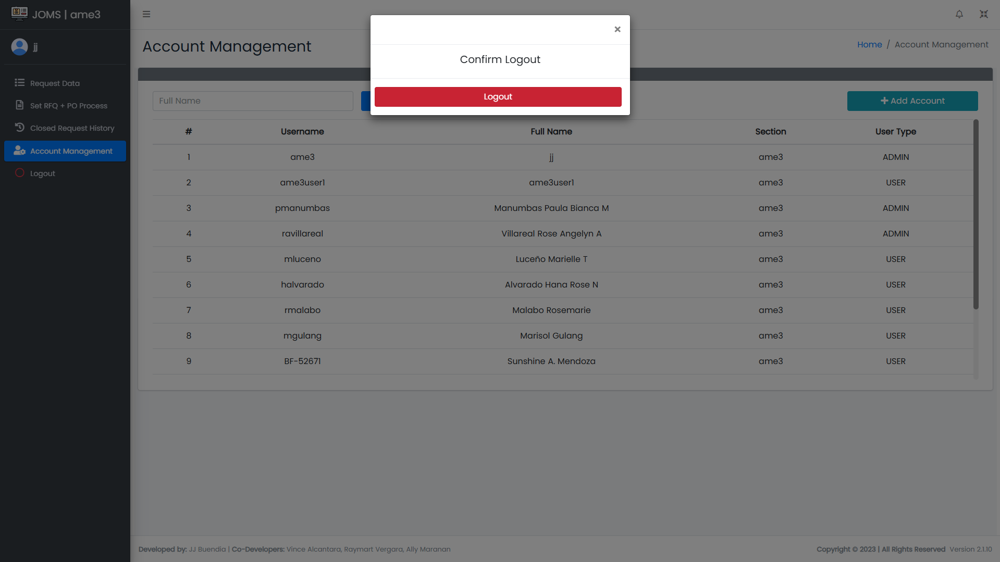 JOMS | ame3
jj
Request Data
Set RFQ + PO Process
Closed Request History
Account Management
Logout
Account Management
Home / Account Management
×
Confirm Logout
Logout
Full Name
Add Account
# Username Full Name Section User Type
1 ame3 jj ame3 ADMIN
2 ame3user1 ame3user1 ame3 USER
3 pmanumbas Manumbas Paula Bianca M ame3 ADMIN
4 ravillareal Villareal Rose Angelyn A ame3 ADMIN
5 mluceno Luceño Marielle T ame3 USER
6 halvarado Alvarado Hana Rose N ame3 USER
7 rmalabo Malabo Rosemarie ame3 USER
8 mgulang Marisol Gulang ame3 USER
9 BF-52671 Sunshine A. Mendoza ame3 USER
Developed by: JJ Buendia | Co-Developers: Vince Alcantara, Raymart Vergara, Ally Maranan
Copyright © 2023 | All Rights Reserved Version 2.1.10